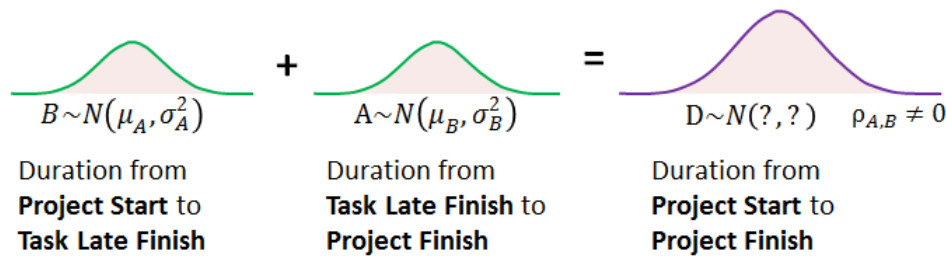 + =
B~N(μ_A, σ_A^2) A~N(μ_B, σ_B^2) D~N(?, ?) ρ_A,B ≠ 0
Duration from
Project Start to
Task Late Finish
Duration from
Task Late Finish to
Project Finish
Duration from
Project Start to
Project Finish